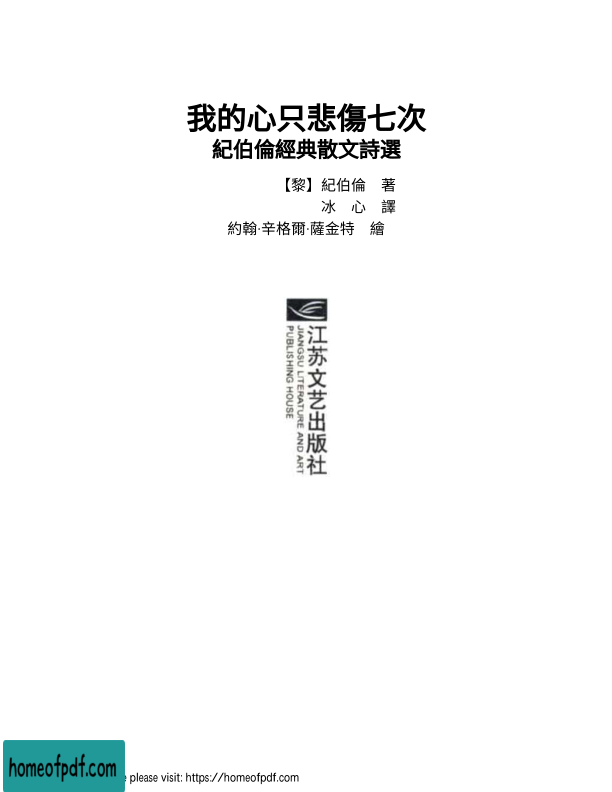 我的心只悲傷七次
紀伯倫經典散文詩選
【黎】紀伯倫　著
冰　心　譯
約翰·辛格爾·薩金特　繪
江苏文艺出版社
JIANGSU LITERATURE AND ART
PUBLISHING HOUSE
homeofpdf.com
please visit: https://homeofpdf.com